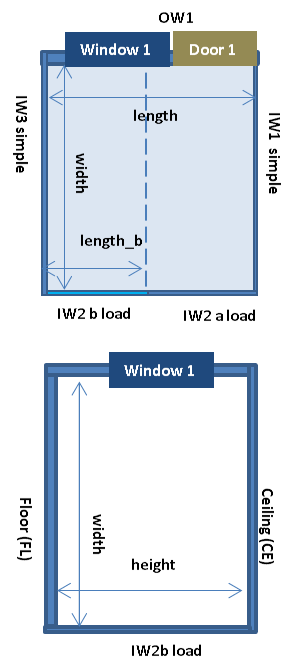 OW1
Window 1
Door 1
IW3 simple
length
IW1 simple
width
length_b
IW2 b load
IW2 a load
Window 1
Floor (FL)
width
height
Ceiling (CE)
IW2b load